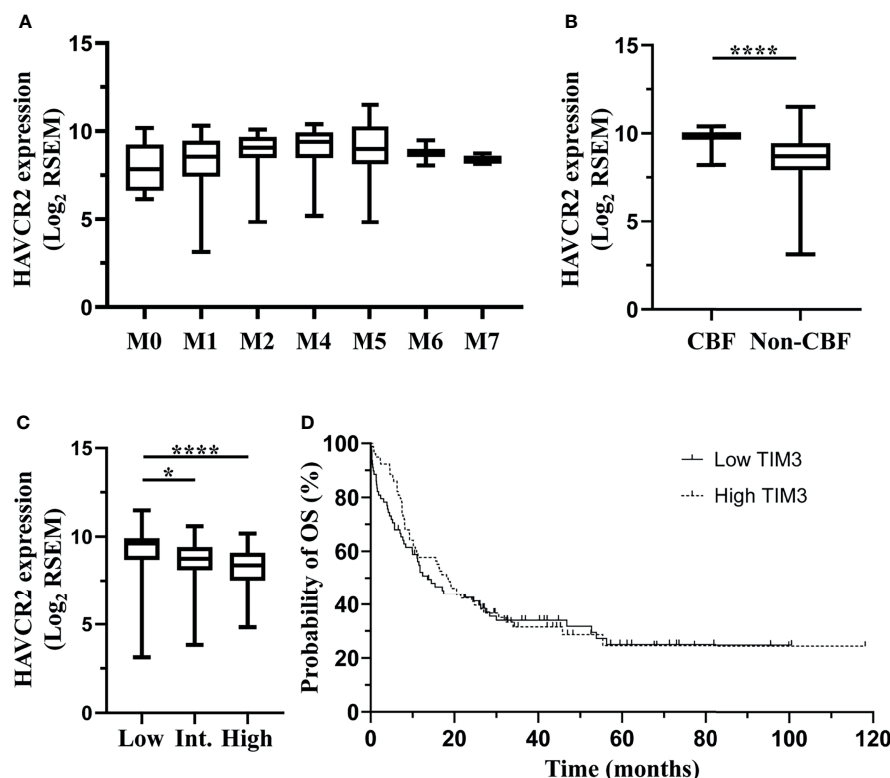 A
HAVCR2 expression
(Log₂ RSEM)
15
10
5
0
M0 M1 M2 M4 M5 M6 M7
B
HAVCR2 expression
(Log₂ RSEM)
15
10
5
0
****
CBF Non-CBF
C
HAVCR2 expression
(Log₂ RSEM)
15
10
5
0
****
*
Low Int. High
D
Probability of OS (%)
100
80
60
40
20
0
Low TIM3
High TIM3
0 20 40 60 80 100 120
Time (months)